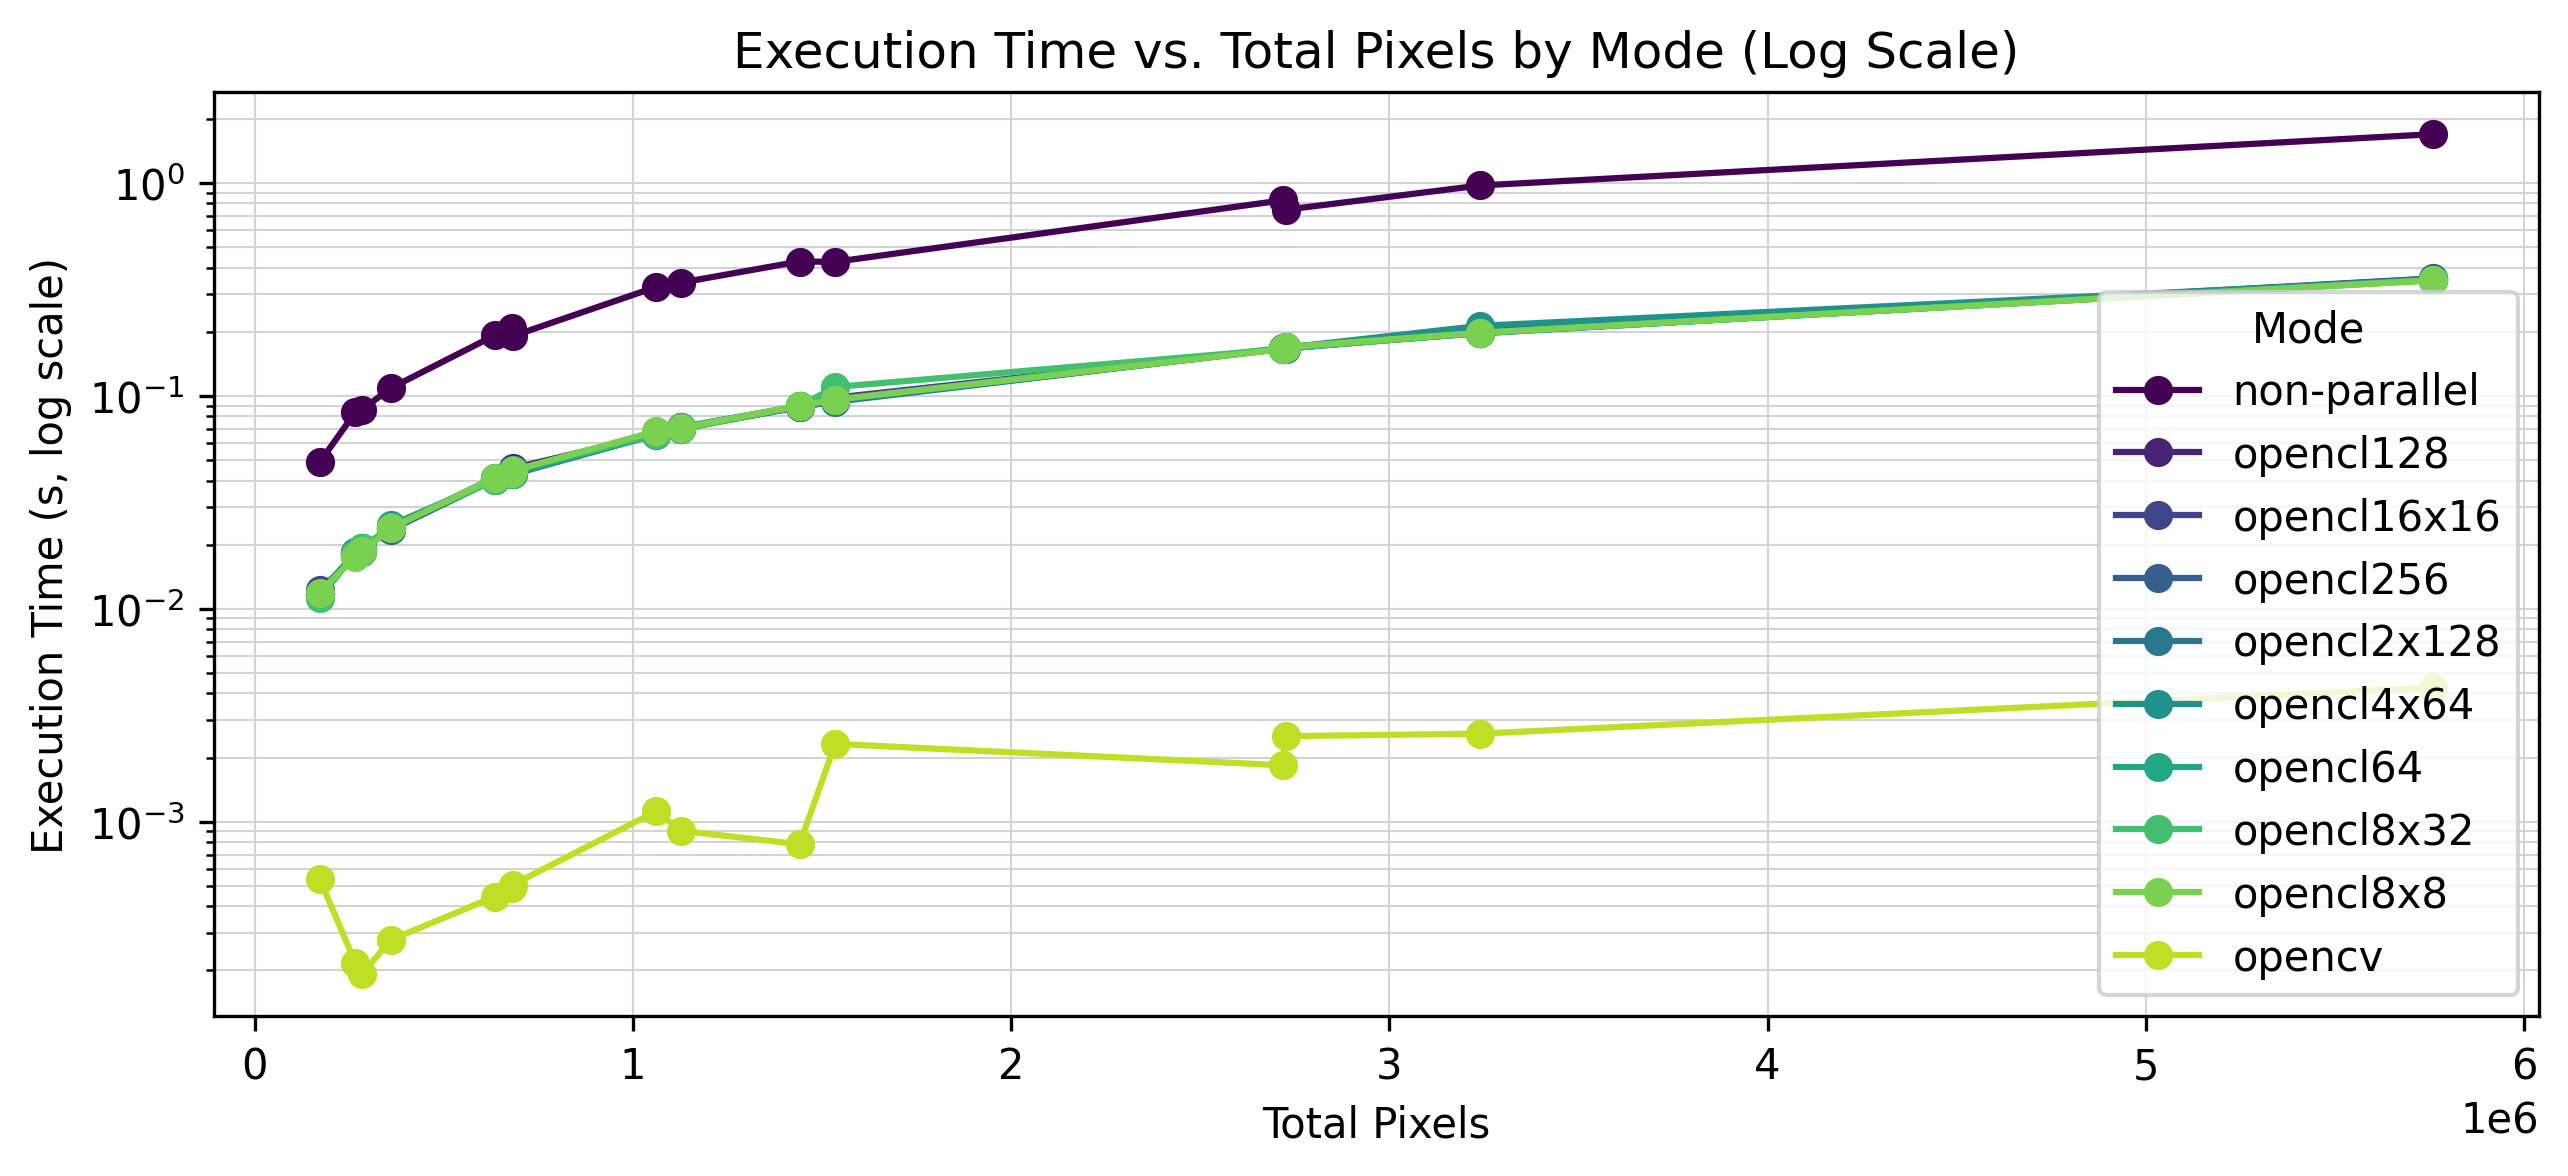 Execution Time vs. Total Pixels by Mode (Log Scale)
Execution Time (s, log scale)
10⁰
10⁻¹
10⁻²
10⁻³
Mode
non-parallel
opencl128
opencl16x16
opencl256
opencl2x128
opencl4x64
opencl64
opencl8x32
opencl8x8
opencv
0 1 2 3 4 5 6
1e6
Total Pixels